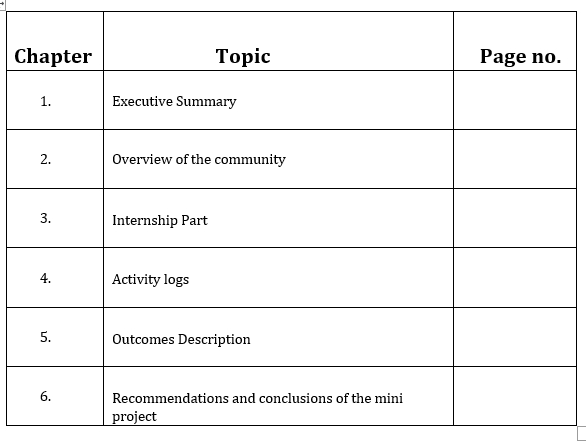 Chapter Topic Page no.
1. Executive Summary
2. Overview of the community
3. Internship Part
4. Activity logs
5. Outcomes Description
6. Recommendations and conclusions of the mini
project